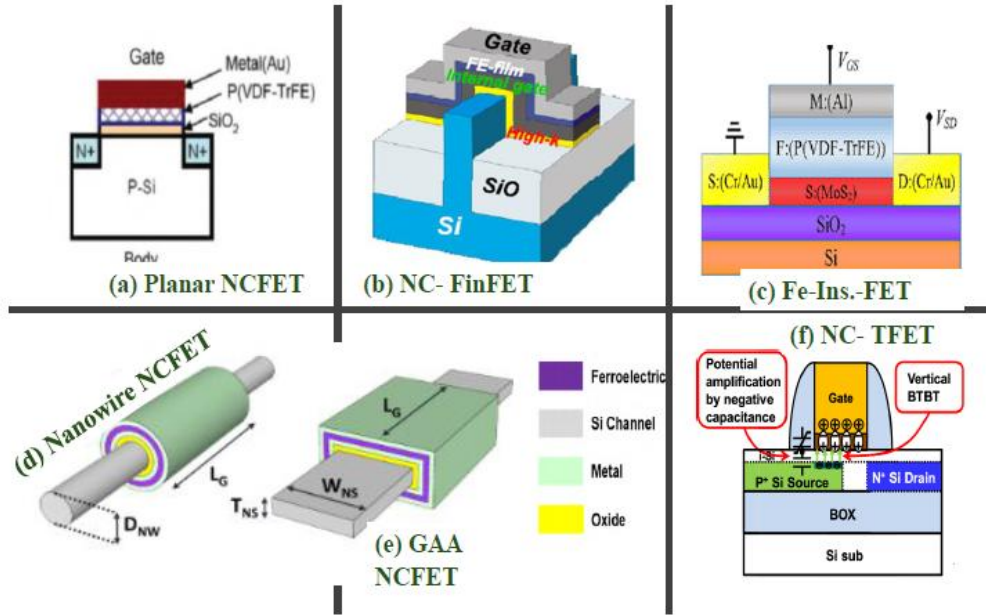 Gate
Metal(Au)
P(VDF-TrFE)
SiO2
N+
N+
P-Si
Body
(a) Planar NCFET
Gate
FE-film
Internal gate
High-k
SiO
Si
(b) NC- FinFET
VGS
M:(Al)
VSD
F:(P(VDF-TrFE))
S:(Cr/Au)
D:(Cr/Au)
S:(MoS2)
SiO2
Si
(c) Fe-Ins.-FET
(d) Nanowire NCFET
LG
DNW
LG
WNS
TNS
(e) GAA
NCFET
Ferroelectric
Si Channel
Metal
Oxide
(f) NC- TFET
Potential
amplification
by negative
capacitance
Vertical
BTBT
Gate
P+ Si Source
N+ Si Drain
BOX
Si sub